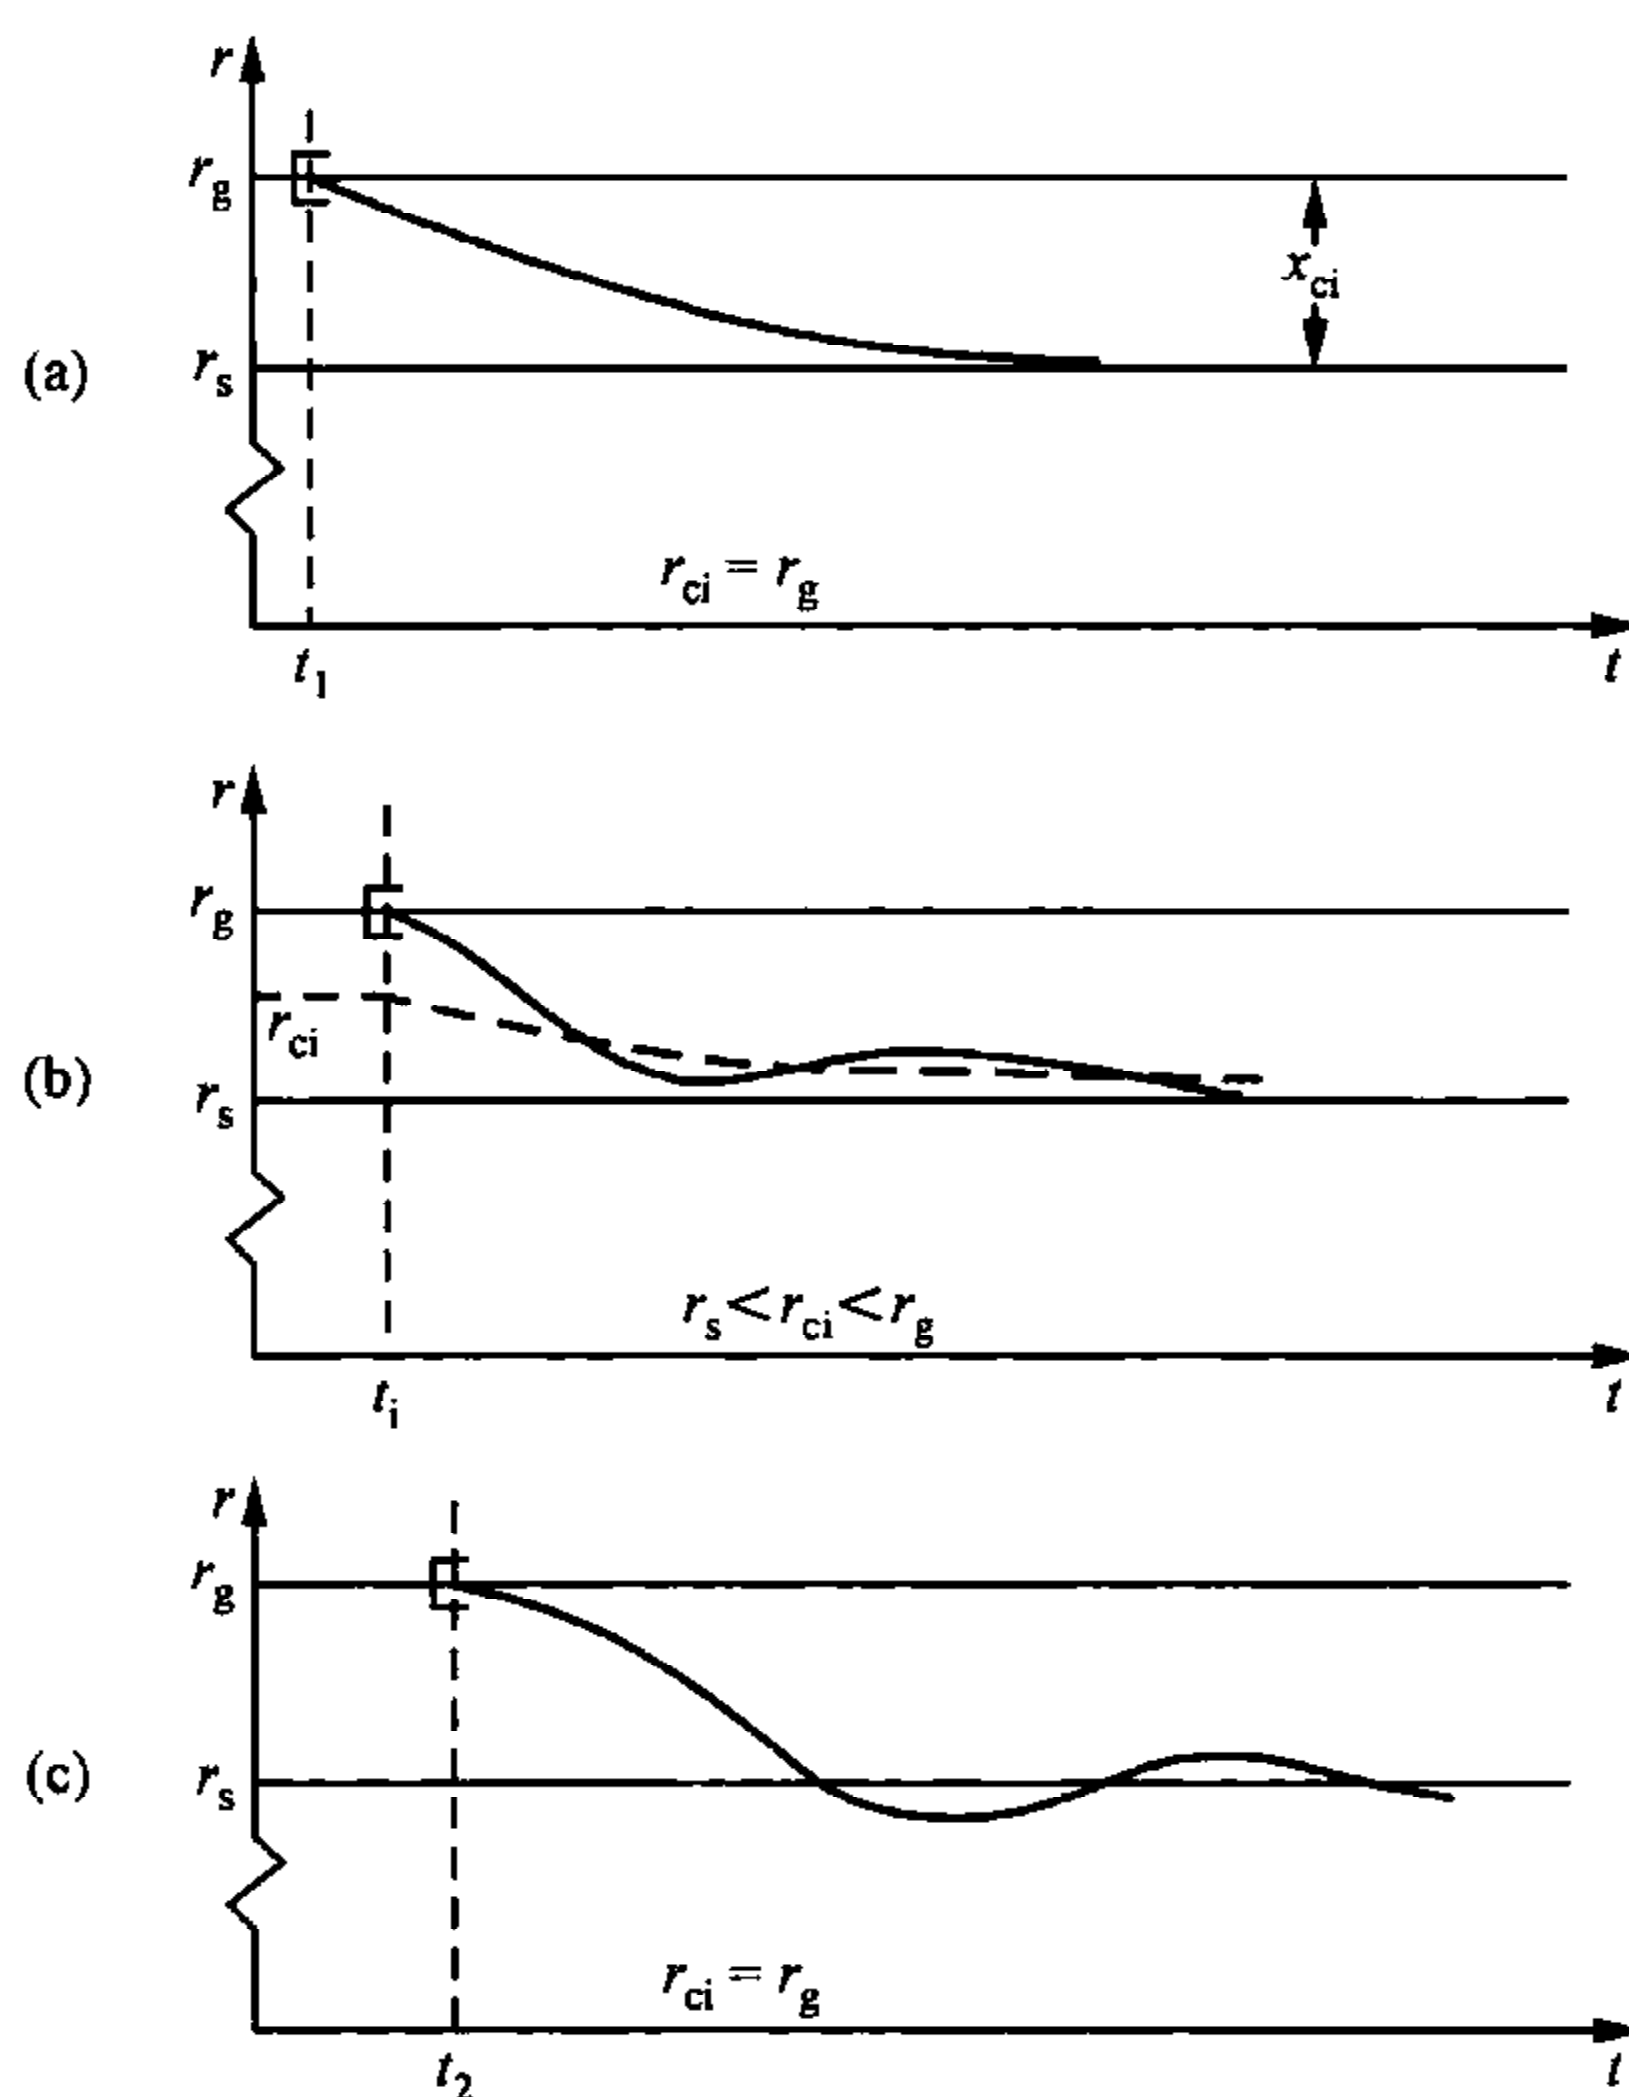 r
r_g
x_ci
r_s
(a)
r_ci = r_g
t_1
t
r
r_g
r_ci
(b)
r_s
r_s < r_ci < r_g
t_i
t
r
r_g
(c)
r_s
r_ci = r_g
t_2
t